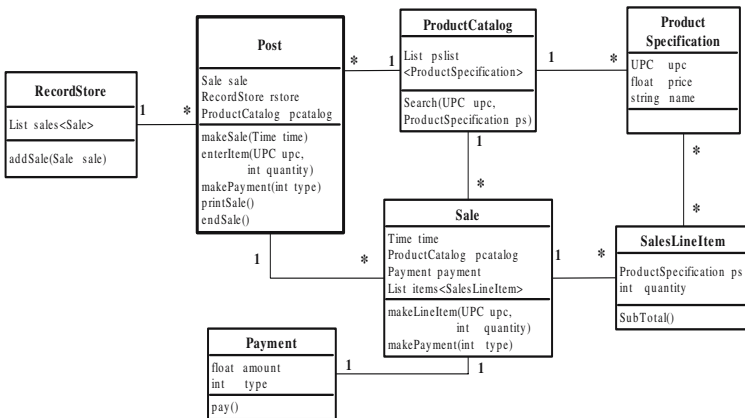 RecordStore
List sales<Sale>
addSale(Sale sale)
1
*
Post
Sale sale
RecordStore rstore
ProductCatalog pcatalog
makeSale(Time time)
enterItem(UPC upc,
int quantity)
makePayment(int type)
printSale()
endSale()
*
1
ProductCatalog
List pslist
<ProductSpecification>
Search(UPC upc,
ProductSpecification ps)
1
*
Product
Specification
UPC upc
float price
string name
1
*
*
*
1
*
Sale
Time time
ProductCatalog pcatalog
Payment payment
List items<SalesLineItem>
makeLineItem(UPC upc,
int quantity)
makePayment(int type)
1
*
SalesLineItem
ProductSpecification ps
int quantity
SubTotal()
Payment
float amount
int type
pay()
1
1